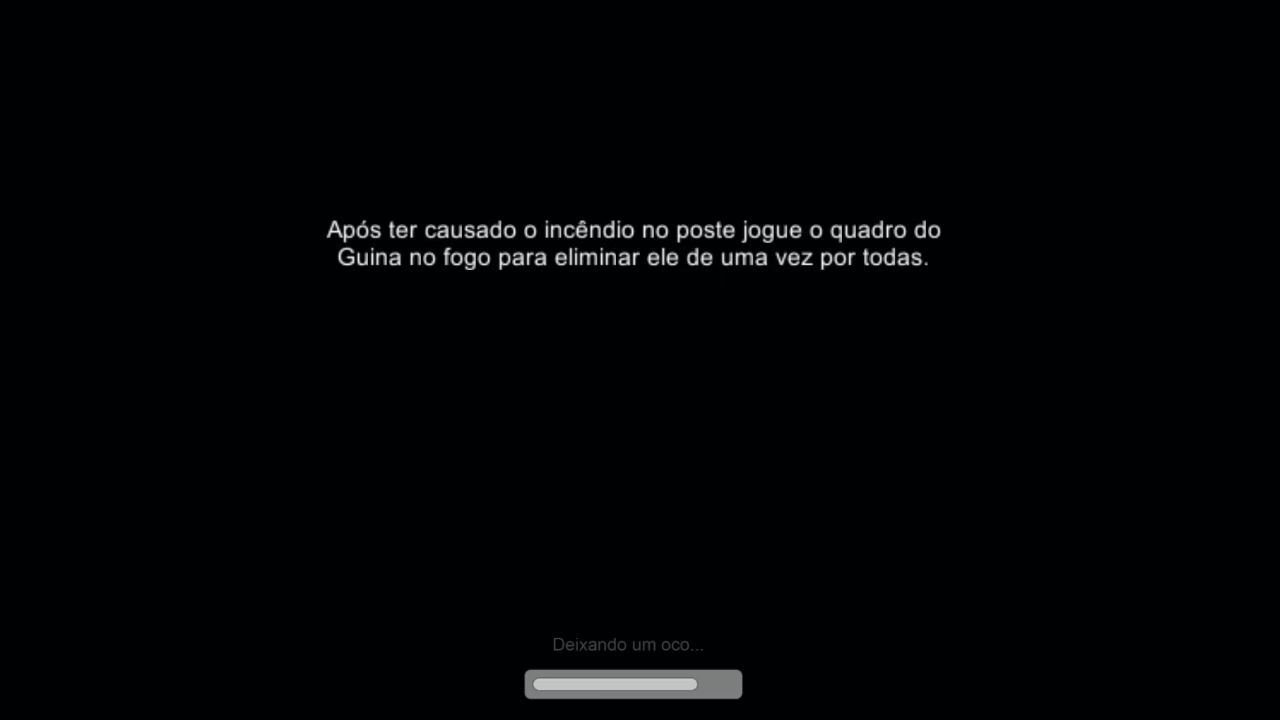 Após ter causado o incêndio no poste jogue o quadro do
Guina no fogo para eliminar ele de uma vez por todas.
Deixando um oco...